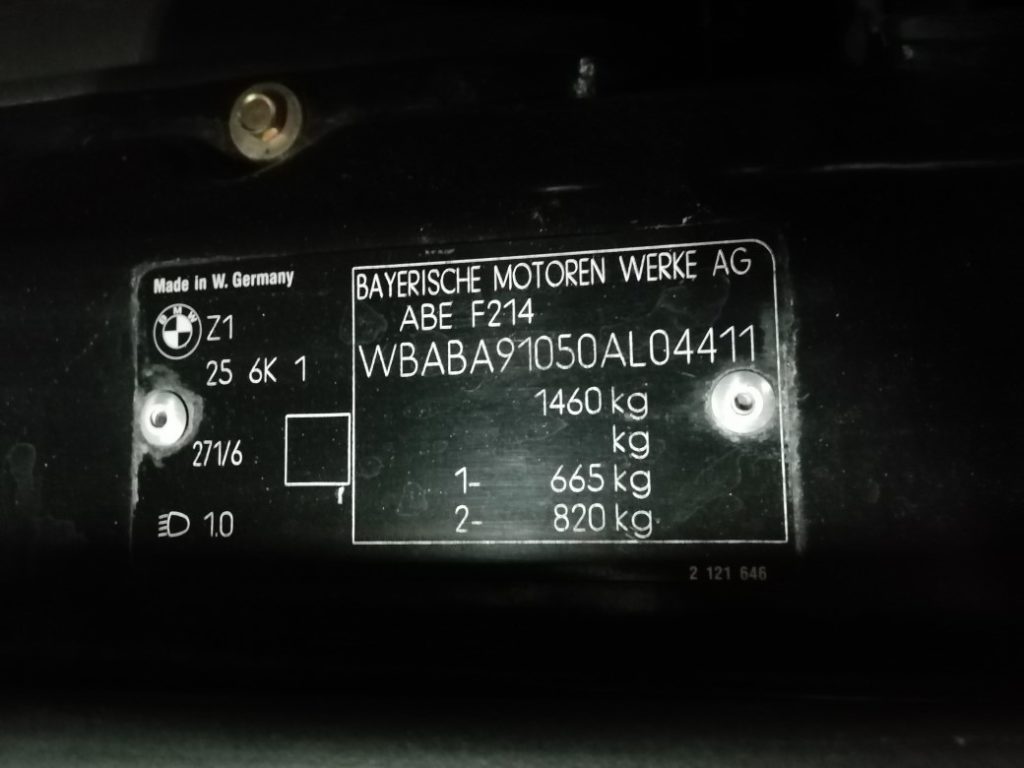 Made in W. Germany
BMW
Z1
25 6K 1
271/6
1.0
BAYERISCHE MOTOREN WERKE AG
ABE F214
WBABA91050AL04411
1460 kg
kg
1- 665 kg
2- 820 kg
2 121 646